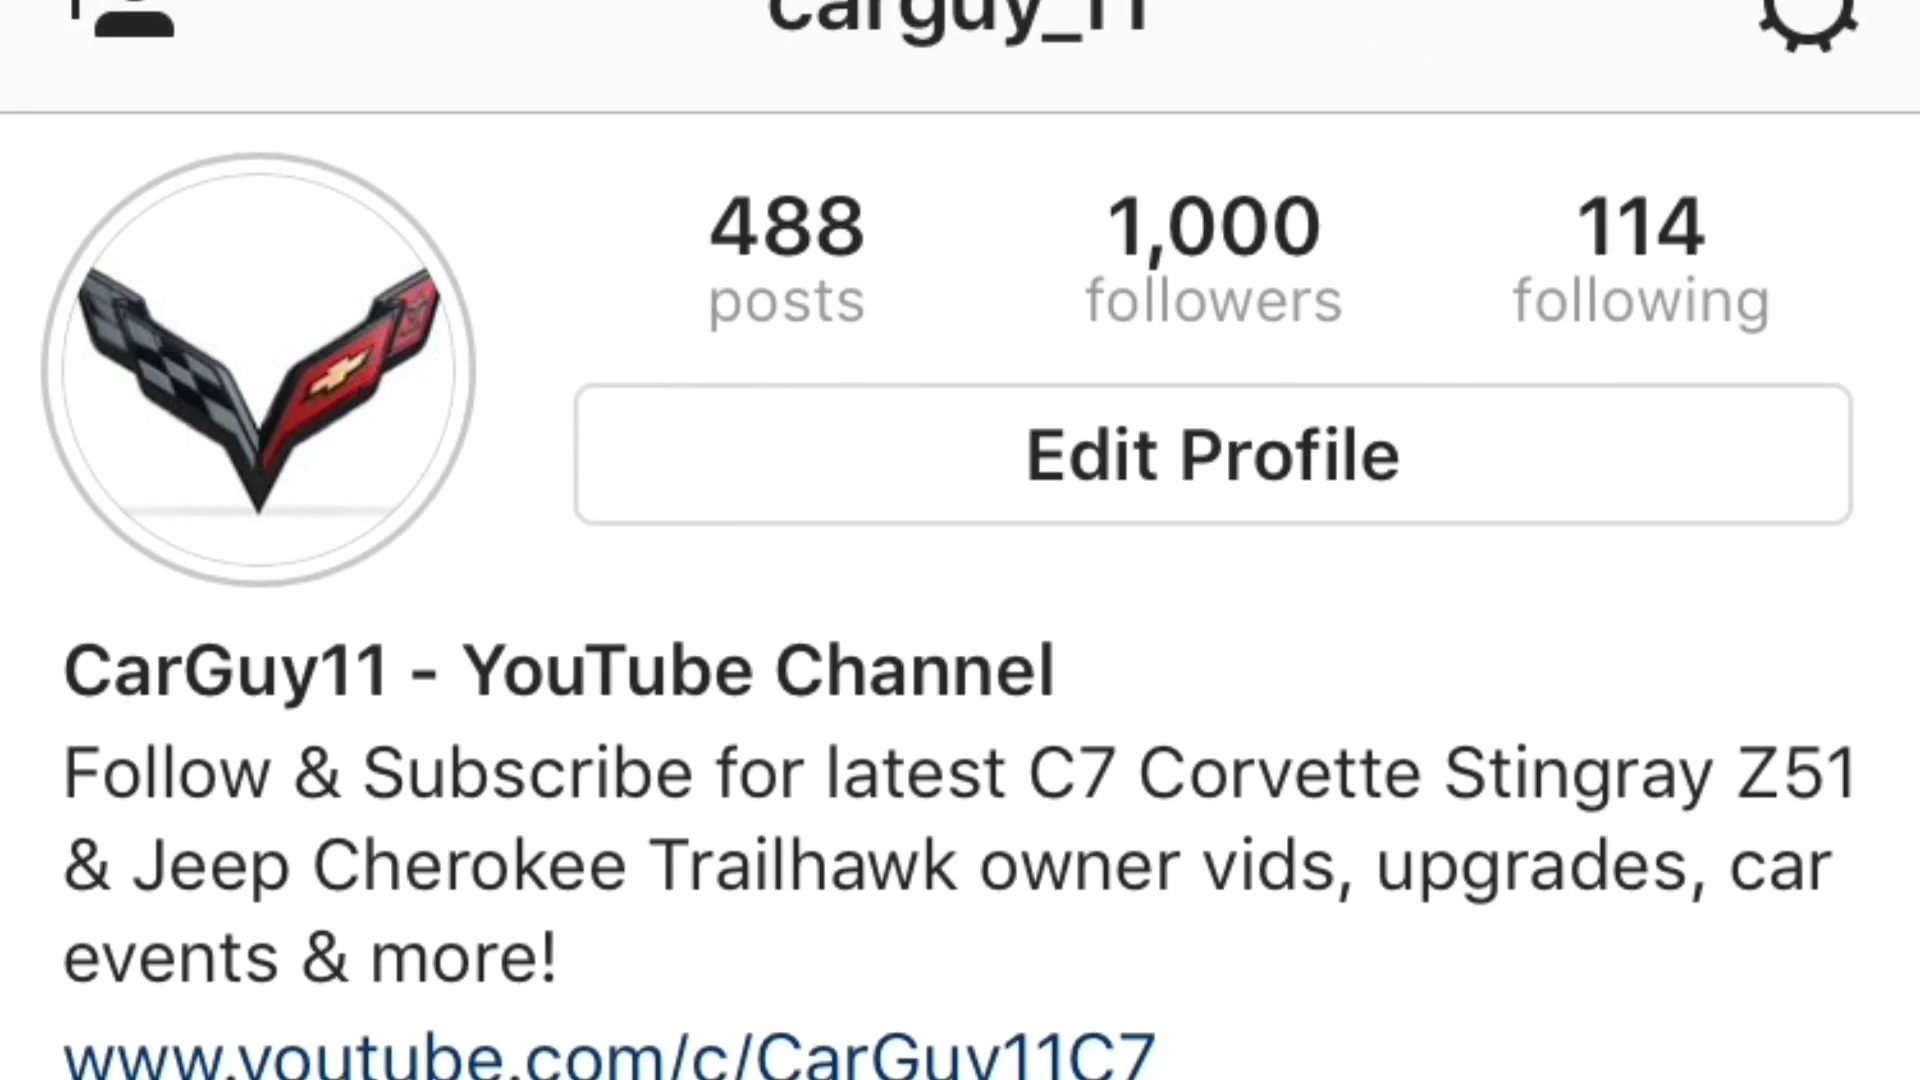 carguy_11
488 1,000 114
posts followers following
Edit Profile
CarGuy11 - YouTube Channel
Follow & Subscribe for latest C7 Corvette Stingray Z51
& Jeep Cherokee Trailhawk owner vids, upgrades, car
events & more!
www.youtube.com/c/CarGuy11C7